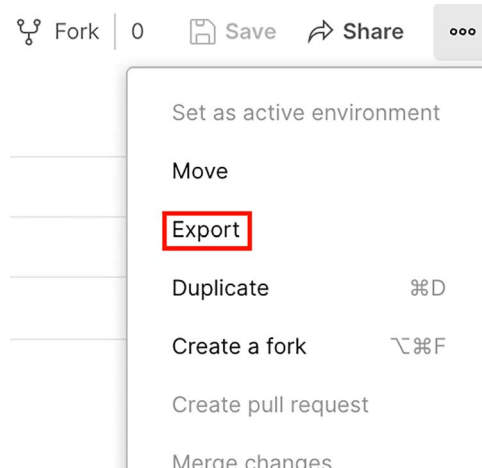 Fork 0 Save Share
Set as active environment
Move
Export
Duplicate ⌘D
Create a fork ⌥⌘F
Create pull request
Merge changes